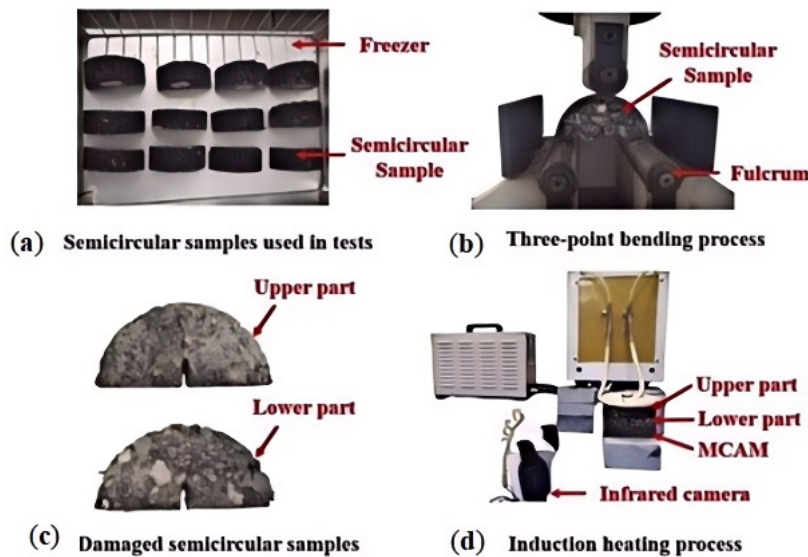 Freezer
Semicircular
Sample
(a) Semicircular samples used in tests
Semicircular
Sample
Fulcrum
(b) Three-point bending process
Upper part
Lower part
(c) Damaged semicircular samples
Upper part
Lower part
MCAM
Infrared camera
(d) Induction heating process